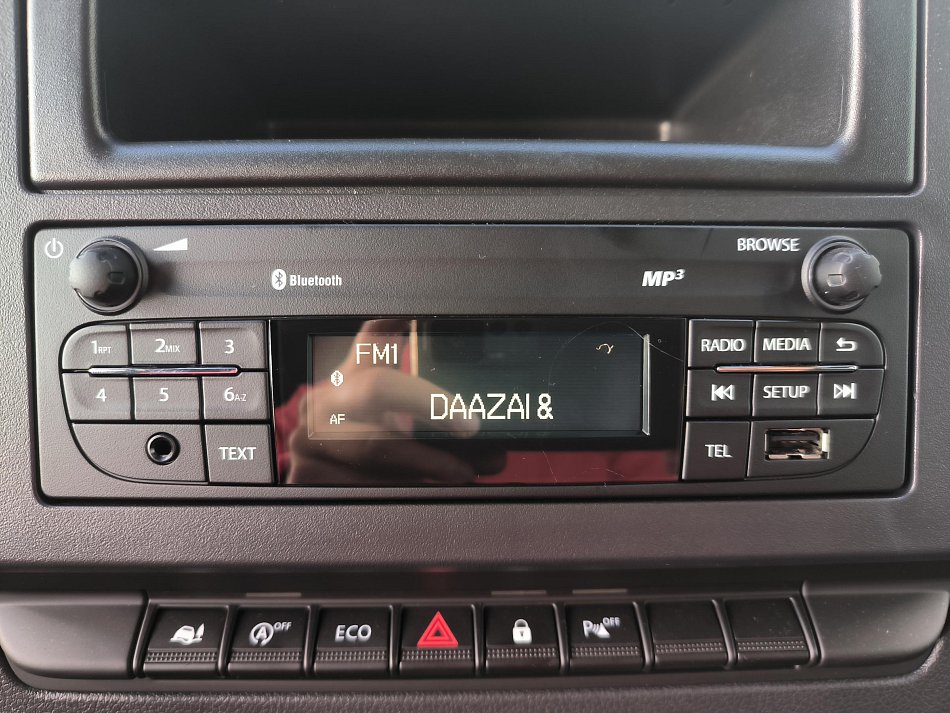 BROWSE
Bluetooth
MP3
1RPT 2MIX 3
4 5 6A-Z
TEXT
FM1
AF
DAAZAI &
RADIO MEDIA
SETUP
TEL
A OFF
ECO
P OFF